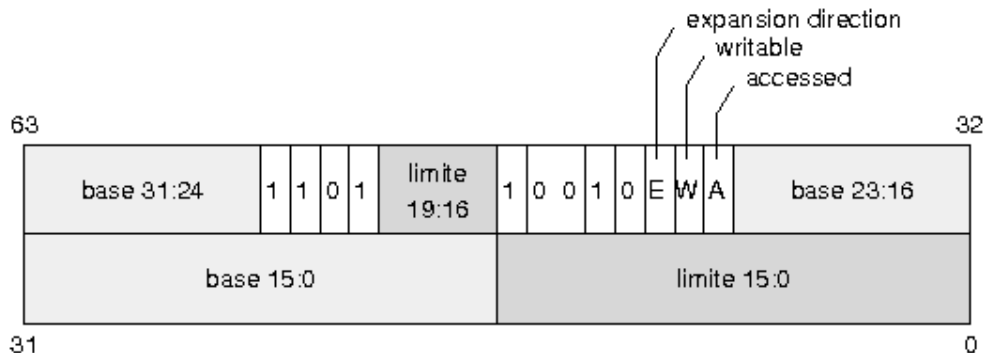 expansion direction
writable
accessed
63 32
base 31:24 1 1 0 1 limite 19:16 1 0 0 1 0 E W A base 23:16
base 15:0 limite 15:0
31 0